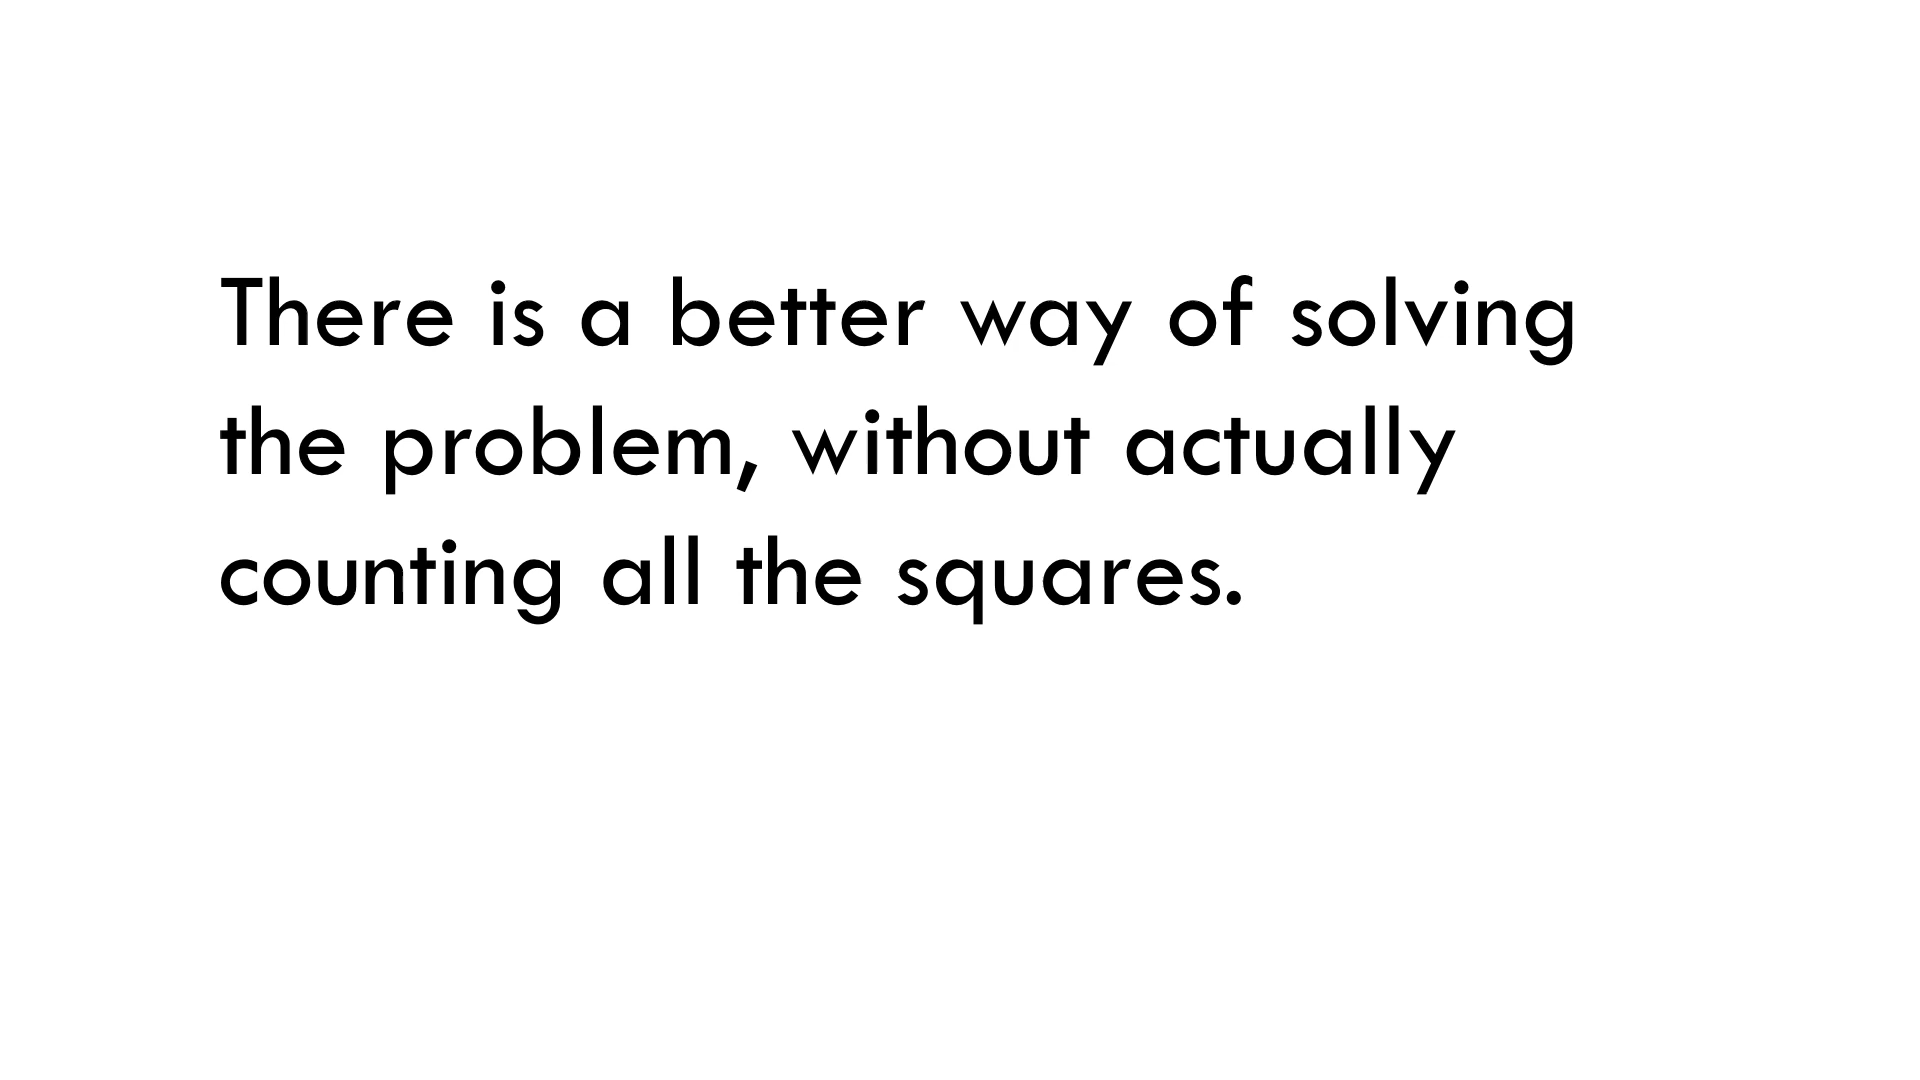 There is a better way of solving
the problem, without actually
counting all the squares.